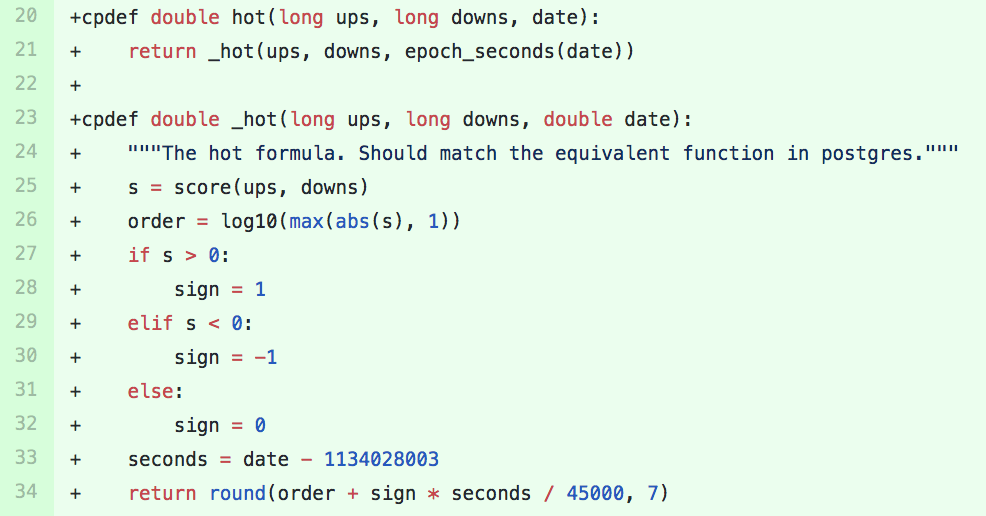 20 +cpdef double hot(long ups, long downs, date):
21 +    return _hot(ups, downs, epoch_seconds(date))
22 +
23 +cpdef double _hot(long ups, long downs, double date):
24 +    """The hot formula. Should match the equivalent function in postgres."""
25 +    s = score(ups, downs)
26 +    order = log10(max(abs(s), 1))
27 +    if s > 0:
28 +        sign = 1
29 +    elif s < 0:
30 +        sign = -1
31 +    else:
32 +        sign = 0
33 +    seconds = date - 1134028003
34 +    return round(order + sign * seconds / 45000, 7)